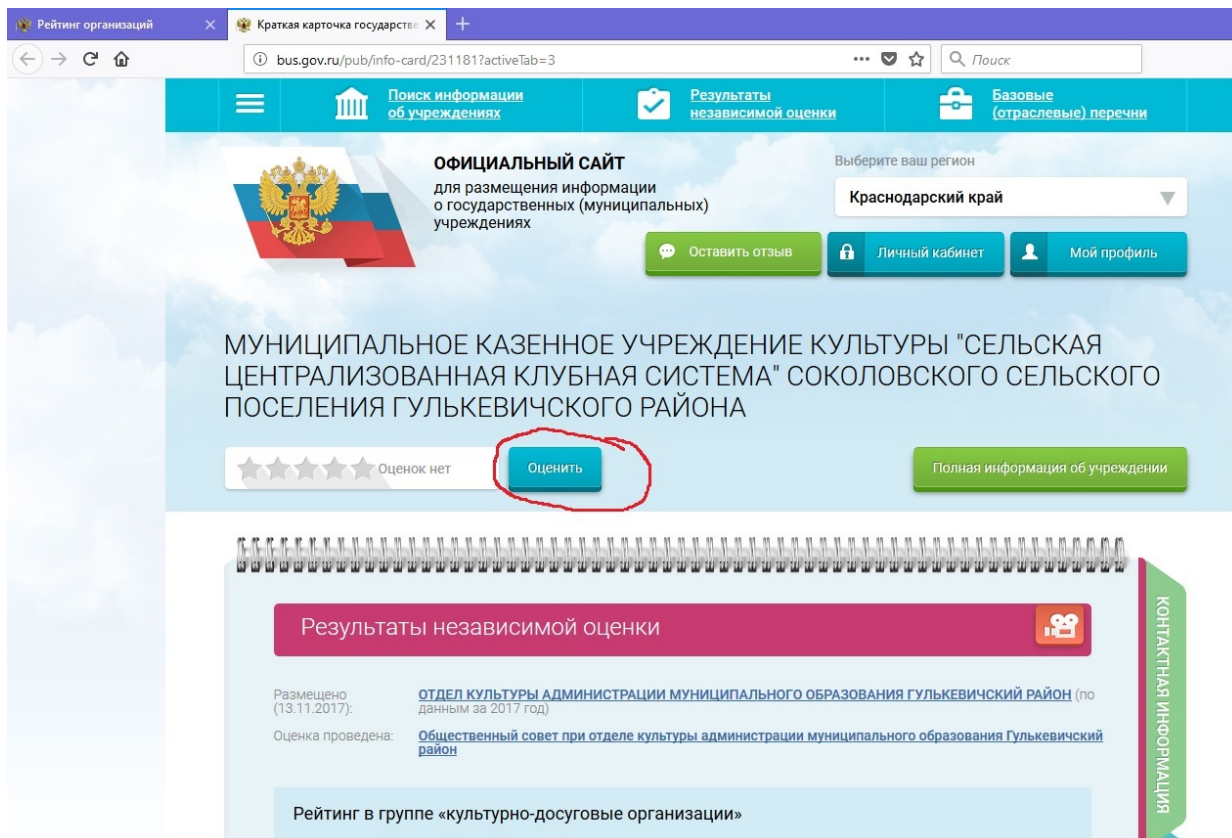 Рейтинг организаций
Краткая карточка государстве
bus.gov.ru/pub/info-card/231181?activeTab=3
Поиск
Поиск информации
об учреждениях
Результаты
независимой оценки
Базовые
(отраслевые) перечни
ОФИЦИАЛЬНЫЙ САЙТ
для размещения информации
о государственных (муниципальных)
учреждениях
Выберите ваш регион
Краснодарский край
Оставить отзыв
Личный кабинет
Мой профиль
МУНИЦИПАЛЬНОЕ КАЗЕННОЕ УЧРЕЖДЕНИЕ КУЛЬТУРЫ "СЕЛЬСКАЯ
ЦЕНТРАЛИЗОВАННАЯ КЛУБНАЯ СИСТЕМА" СОКОЛОВСКОГО СЕЛЬСКОГО
ПОСЕЛЕНИЯ ГУЛЬКЕВИЧСКОГО РАЙОНА
Оценок нет
Оценить
Полная информация об учреждении
Результаты независимой оценки
КОНТАКТНАЯ ИНФОРМАЦИЯ
Размещено
(13.11.2017):
ОТДЕЛ КУЛЬТУРЫ АДМИНИСТРАЦИИ МУНИЦИПАЛЬНОГО ОБРАЗОВАНИЯ ГУЛЬКЕВИЧСКИЙ РАЙОН (по
данным за 2017 год)
Оценка проведена:
Общественный совет при отделе культуры администрации муниципального образования Гулькевичский
район
Рейтинг в группе «культурно-досуговые организации»